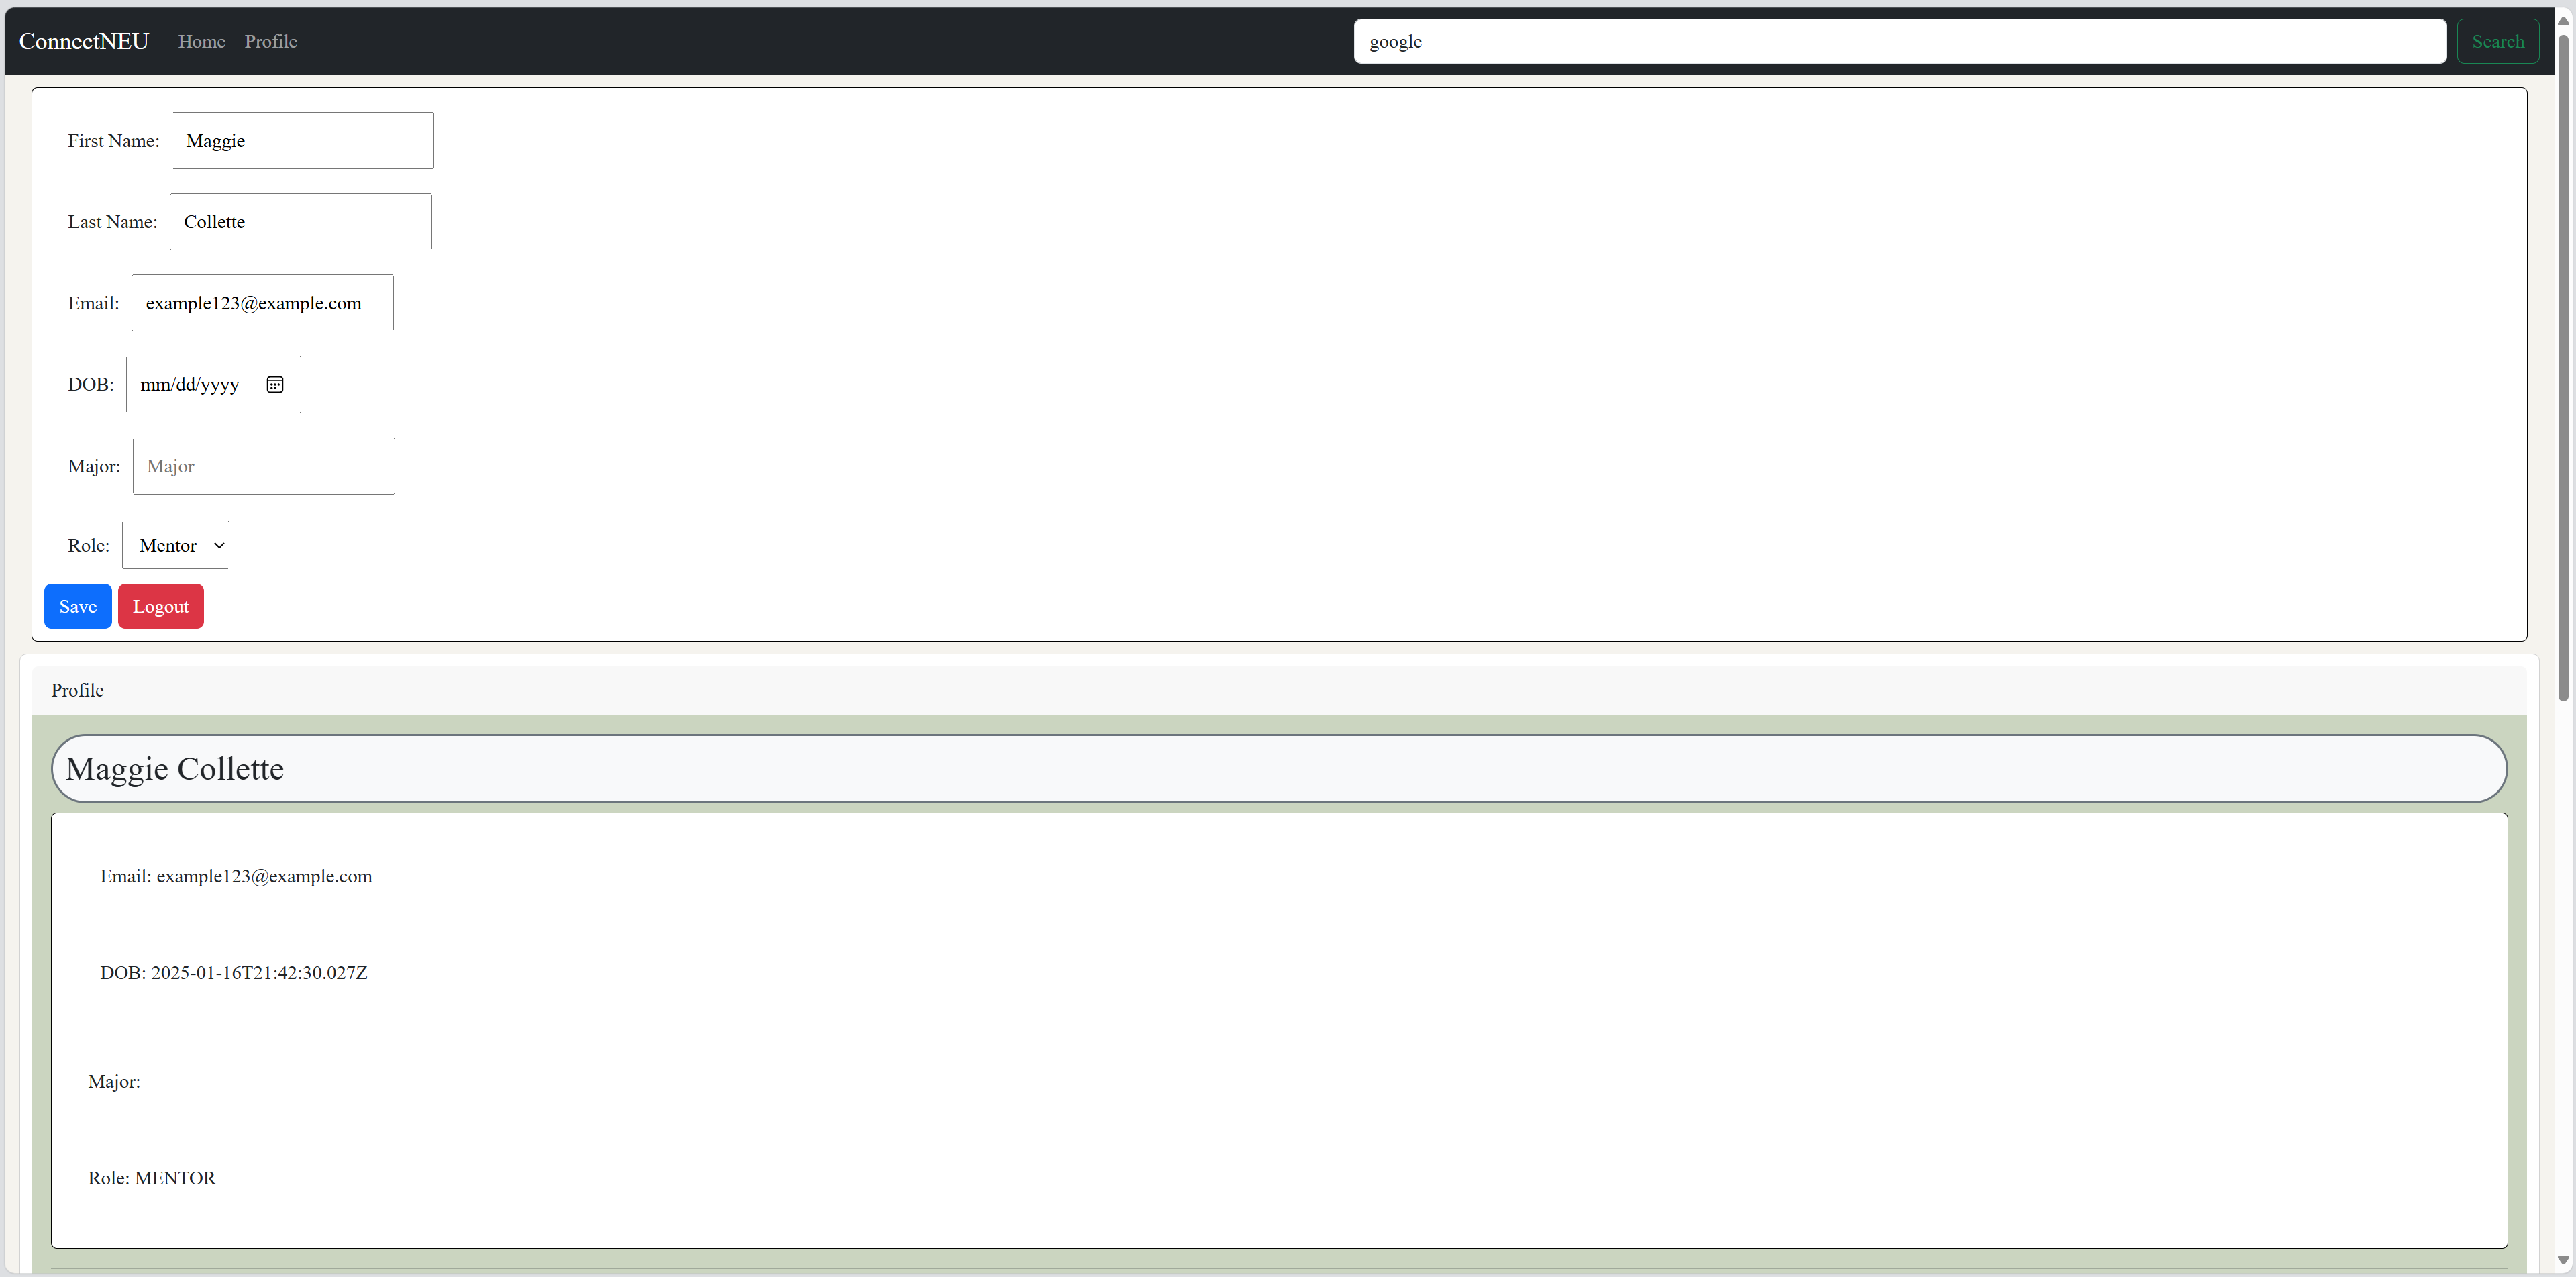 ConnectNEU Home Profile google Search
First Name: Maggie
Last Name: Collette
Email: example123@example.com
DOB: mm/dd/yyyy
Major: Major
Role: Mentor
Save Logout
Profile
Maggie Collette
Email: example123@example.com
DOB: 2025-01-16T21:42:30.027Z
Major:
Role: MENTOR